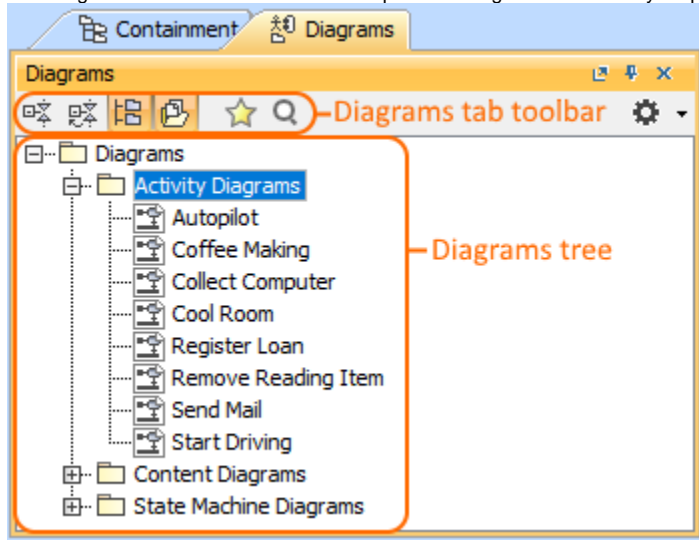 Containment Diagrams
Diagrams
Diagrams tab toolbar
Diagrams
Activity Diagrams
Autopilot
Coffee Making
Diagrams tree
Collect Computer
Cool Room
Register Loan
Remove Reading Item
Send Mail
Start Driving
Content Diagrams
State Machine Diagrams